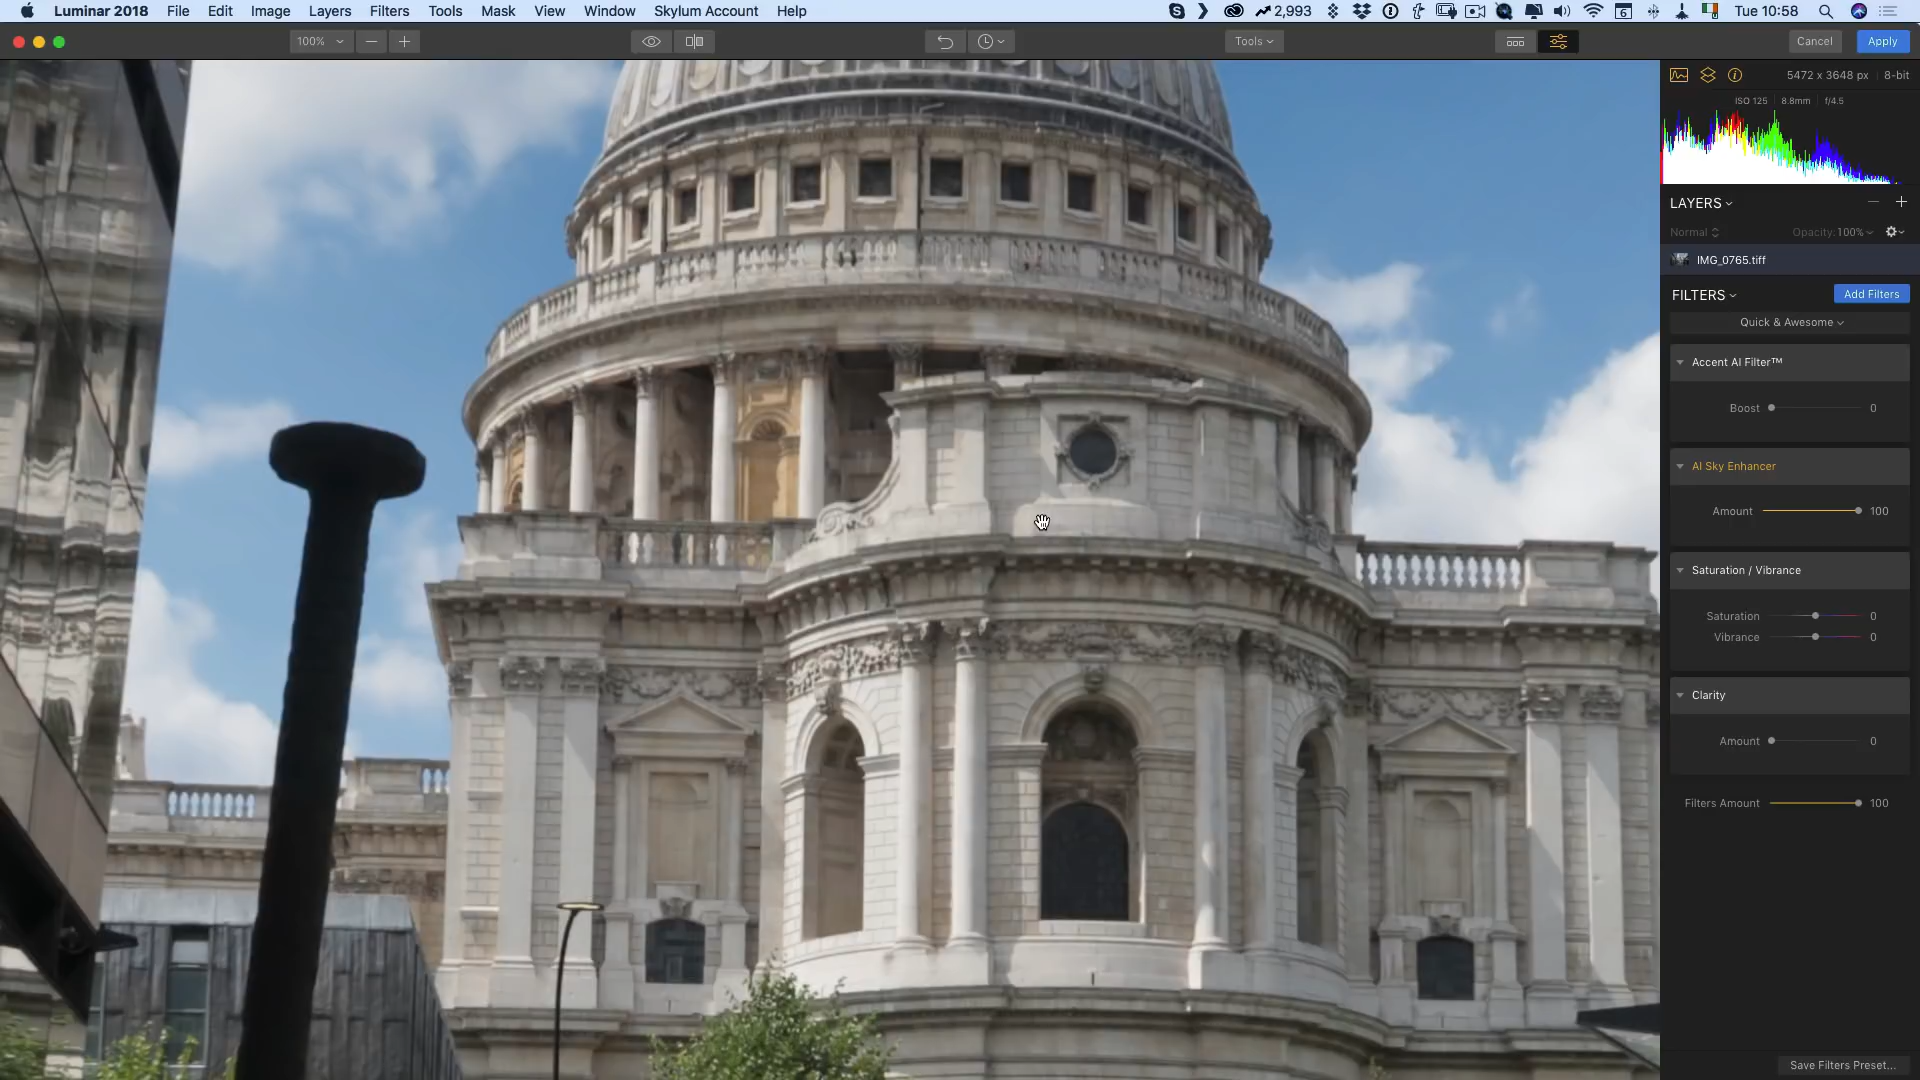 Luminar 2018 File Edit Image Layers Filters Tools Mask View Window Skylum Account Help 2,993 6 Tue 10:58
100% Tools Cancel Apply
5472 x 3648 px 8-bit
ISO 125 8.8mm f/4.5
LAYERS
Normal Opacity: 100%
IMG_0765.tiff
FILTERS Add Filters
Quick & Awesome
Accent AI Filter™
Boost 0
AI Sky Enhancer
Amount 100
Saturation / Vibrance
Saturation 0
Vibrance 0
Clarity
Amount 0
Filters Amount 100
Save Filters Preset...